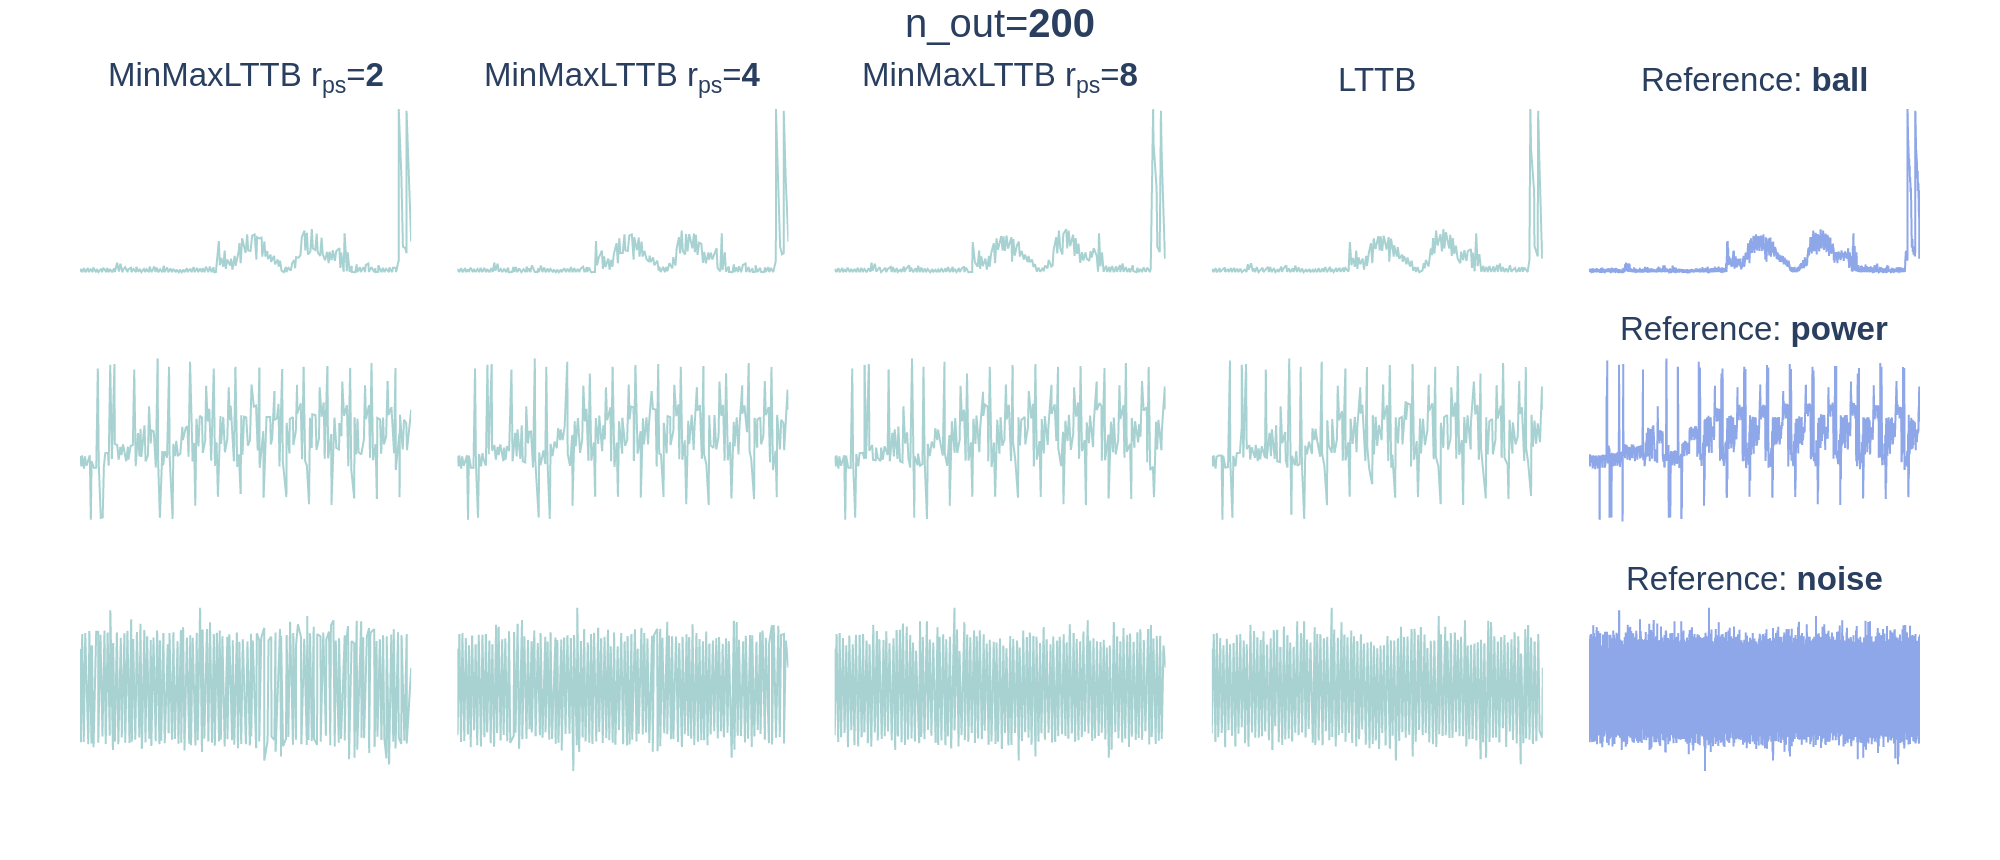 n_out=200
MinMaxLTTB rps=2
MinMaxLTTB rps=4
MinMaxLTTB rps=8
LTTB
Reference: ball
Reference: power
Reference: noise